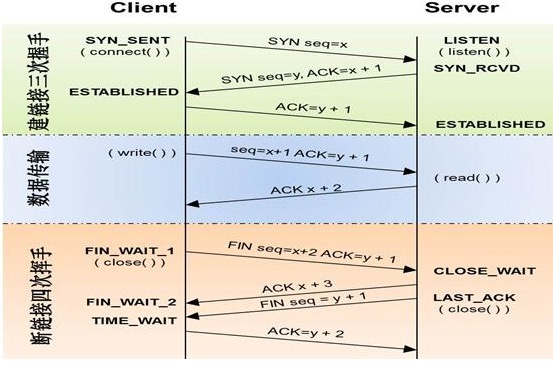 Client
Server
建链接三次握手
SYN_SENT
(connect())
SYN seq=x
LISTEN
(listen())
SYN_RCVD
SYN seq=y, ACK=x + 1
ESTABLISHED
ACK=y + 1
ESTABLISHED
数据传输
(write())
seq=x+1 ACK=y + 1
(read())
ACK x + 2
断链接四次挥手
FIN_WAIT_1
(close())
FIN seq=x+2 ACK=y + 1
CLOSE_WAIT
ACK x + 3
FIN_WAIT_2
FIN seq = y + 1
LAST_ACK
(close())
TIME_WAIT
ACK=y + 2